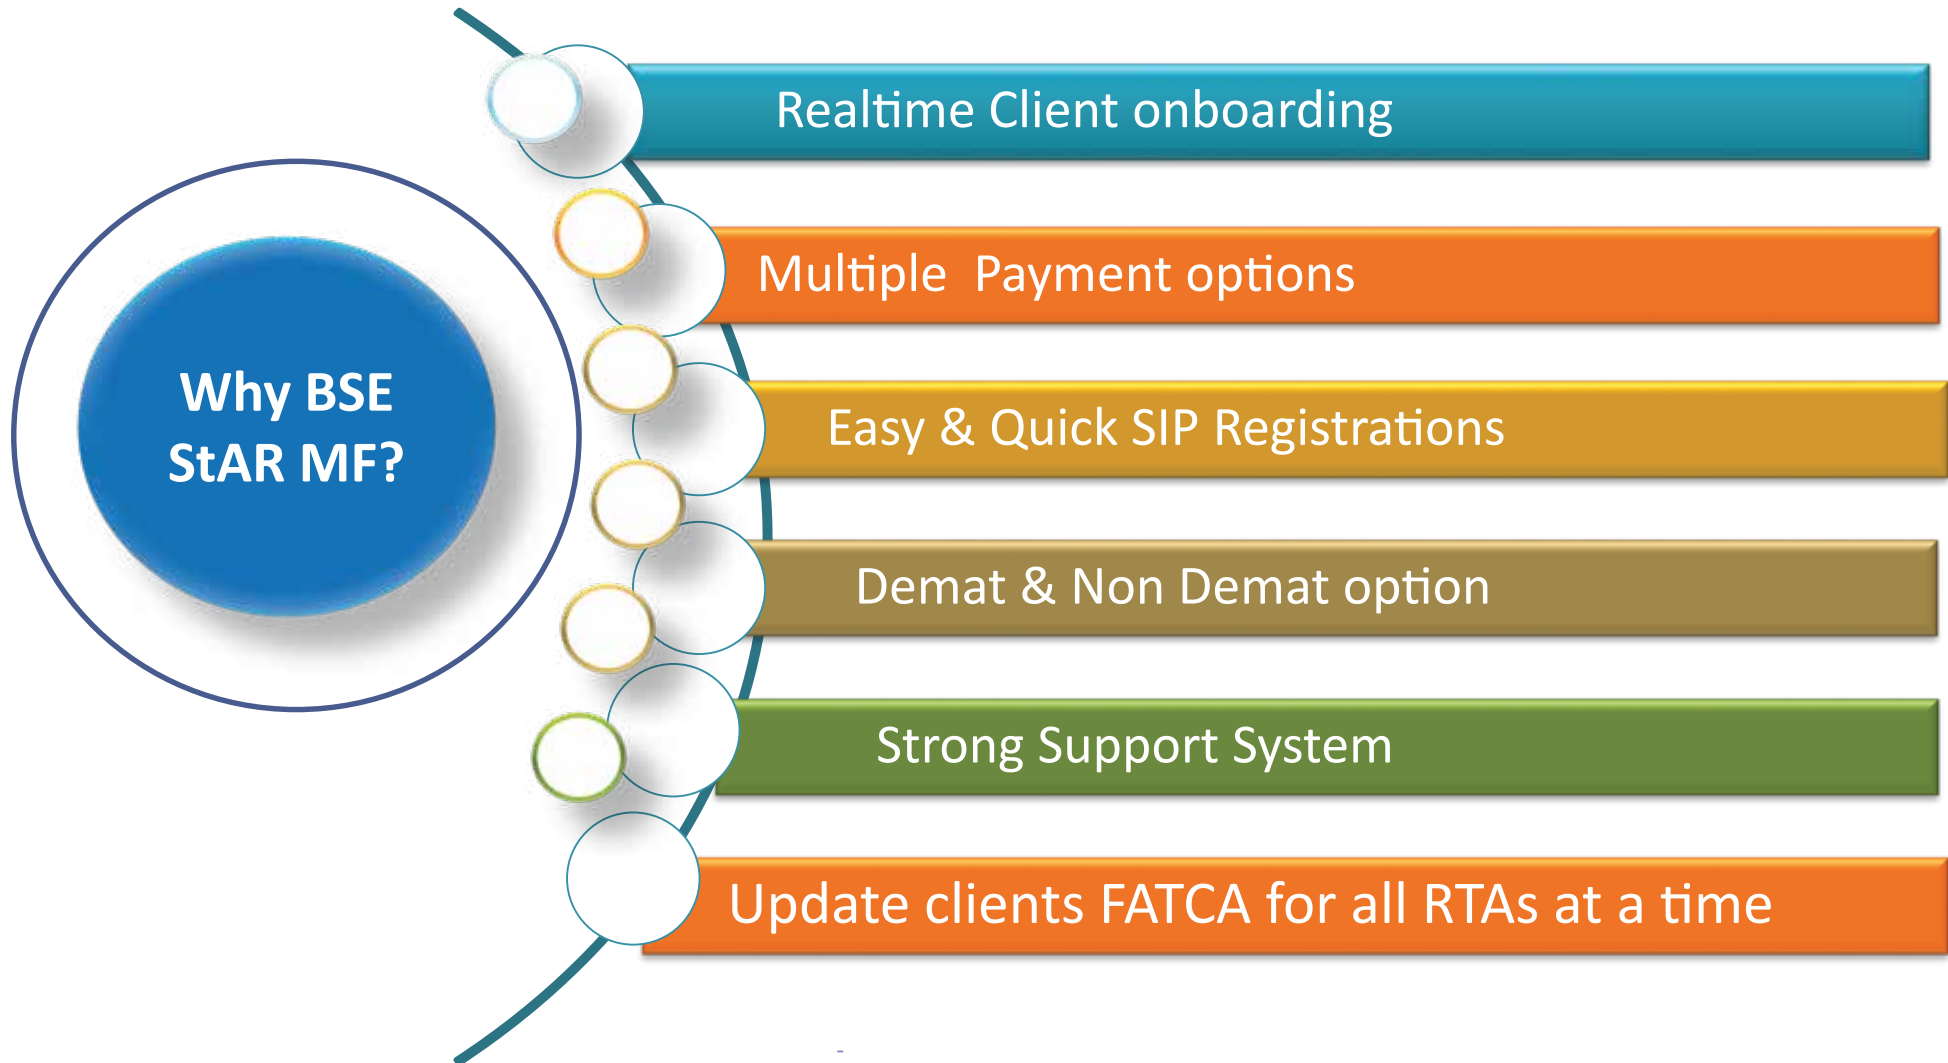 Why BSE
StAR MF?
Realtime Client onboarding
Multiple  Payment options
Easy & Quick SIP Registrations
Demat & Non Demat option
Strong Support System
Update clients FATCA for all RTAs at a time
-